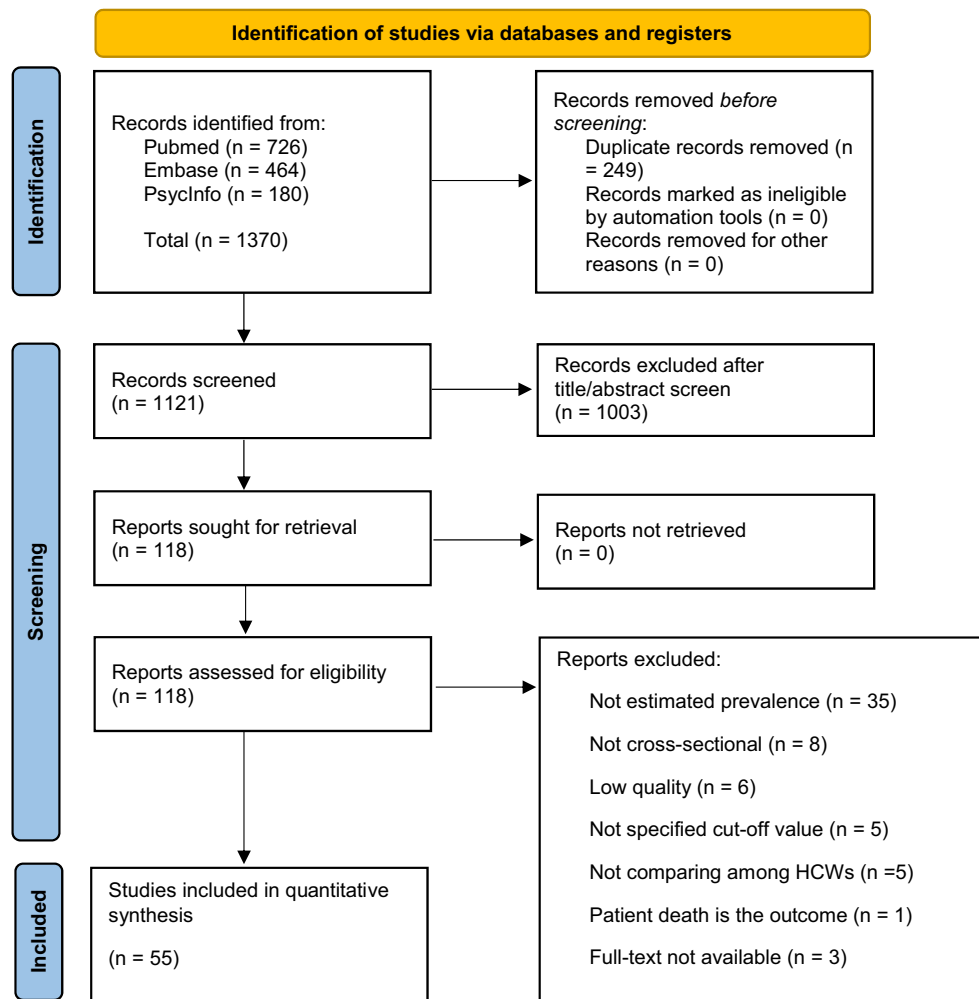 Identification of studies via databases and registers
Identification
Records identified from:
Pubmed (n = 726)
Embase (n = 464)
PsycInfo (n = 180)
Total (n = 1370)
Records removed before
screening:
Duplicate records removed (n
= 249)
Records marked as ineligible
by automation tools (n = 0)
Records removed for other
reasons (n = 0)
Screening
Records screened
(n = 1121)
Records excluded after
title/abstract screen
(n = 1003)
Reports sought for retrieval
(n = 118)
Reports not retrieved
(n = 0)
Reports assessed for eligibility
(n = 118)
Reports excluded:
Not estimated prevalence (n = 35)
Not cross-sectional (n = 8)
Low quality (n = 6)
Not specified cut-off value (n = 5)
Not comparing among HCWs (n =5)
Patient death is the outcome (n = 1)
Full-text not available (n = 3)
Included
Studies included in quantitative
synthesis
(n = 55)